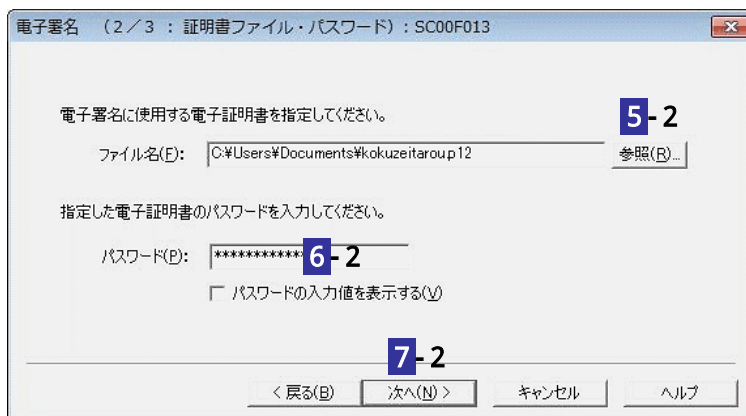 電子署名 (2/3 : 証明書ファイル・パスワード) : SC00F013
電子署名に使用する電子証明書を指定してください。
5-2
ファイル名(F): C:¥Users¥Documents¥kokuzeitarou.p12 参照(R)...
指定した電子証明書のパスワードを入力してください。
パスワード(P): ************ 6-2
パスワードの入力値を表示する(V)
7-2
< 戻る(B) 次へ(N) > キャンセル ヘルプ